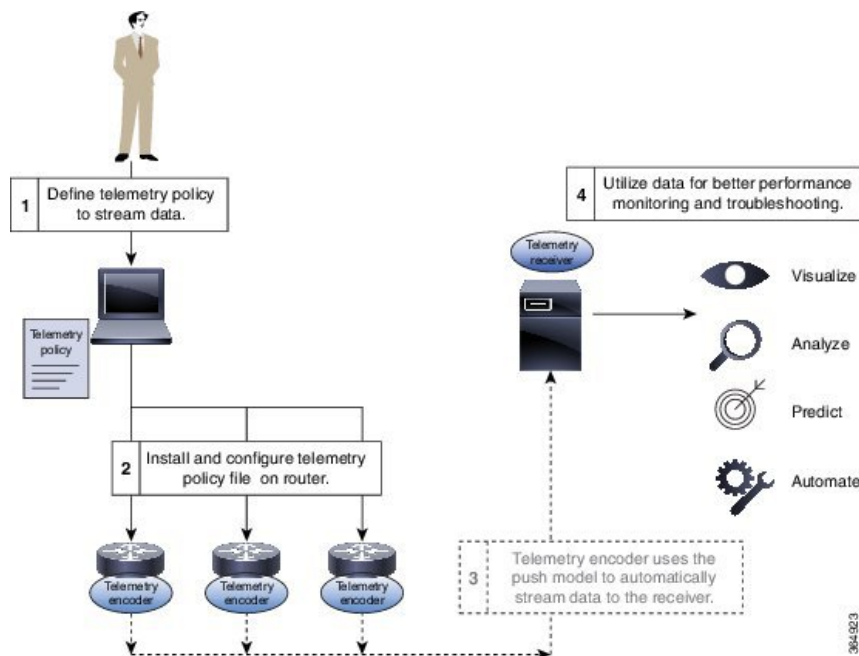 1
Define telemetry policy
to stream data.
Telemetry
policy
2
Install and configure telemetry
policy file on router.
Telemetry
encoder
Telemetry
encoder
Telemetry
encoder
3
Telemetry encoder uses the
push model to automatically
stream data to the receiver.
4
Utilize data for better performance
monitoring and troubleshooting.
Telemetry
receiver
Visualize
Analyze
Predict
Automate
364923